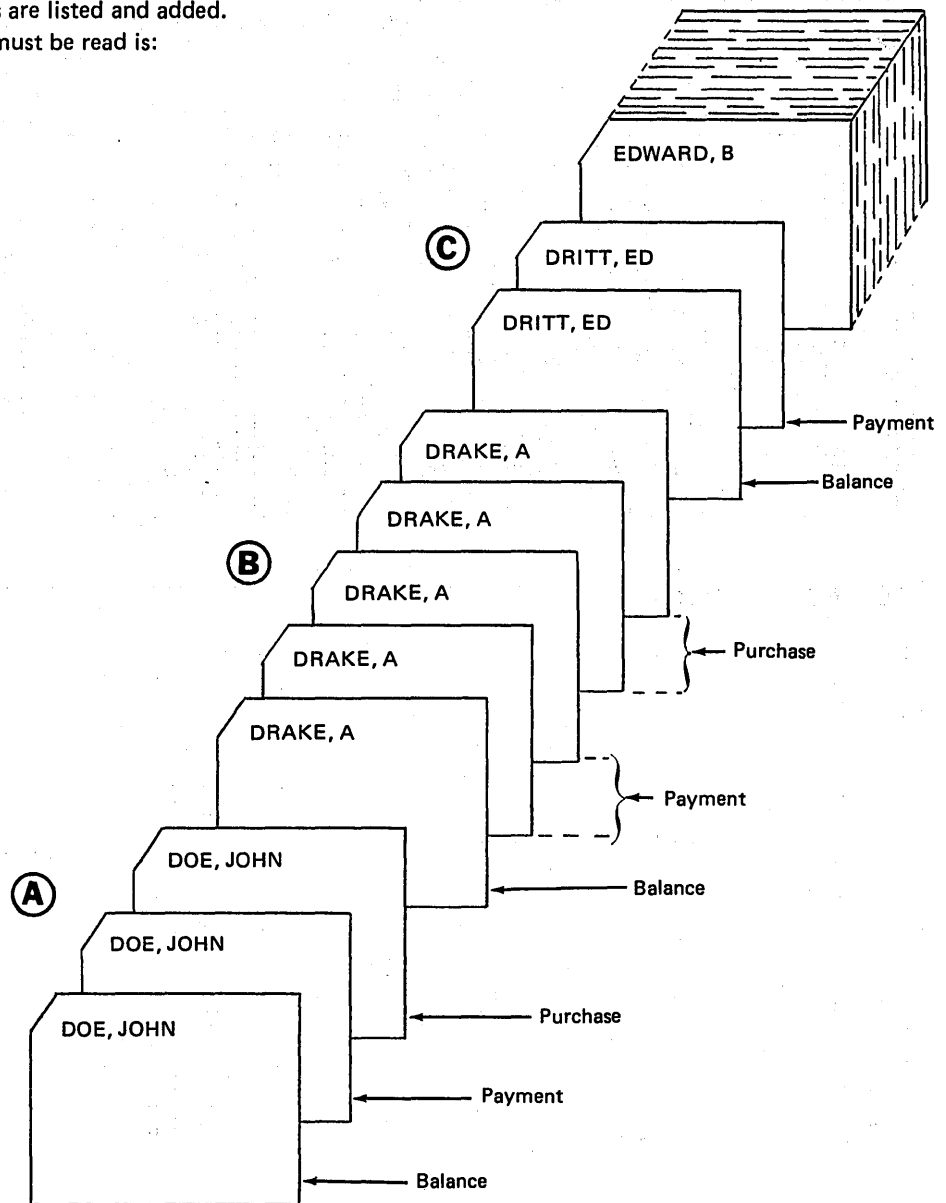 s are listed and added.
must be read is:
EDWARD, B
C
DRITT, ED
DRITT, ED
Payment
DRAKE, A
Balance
DRAKE, A
B
DRAKE, A
Purchase
DRAKE, A
DRAKE, A
Payment
DOE, JOHN
A
Balance
DOE, JOHN
Purchase
DOE, JOHN
Payment
Balance